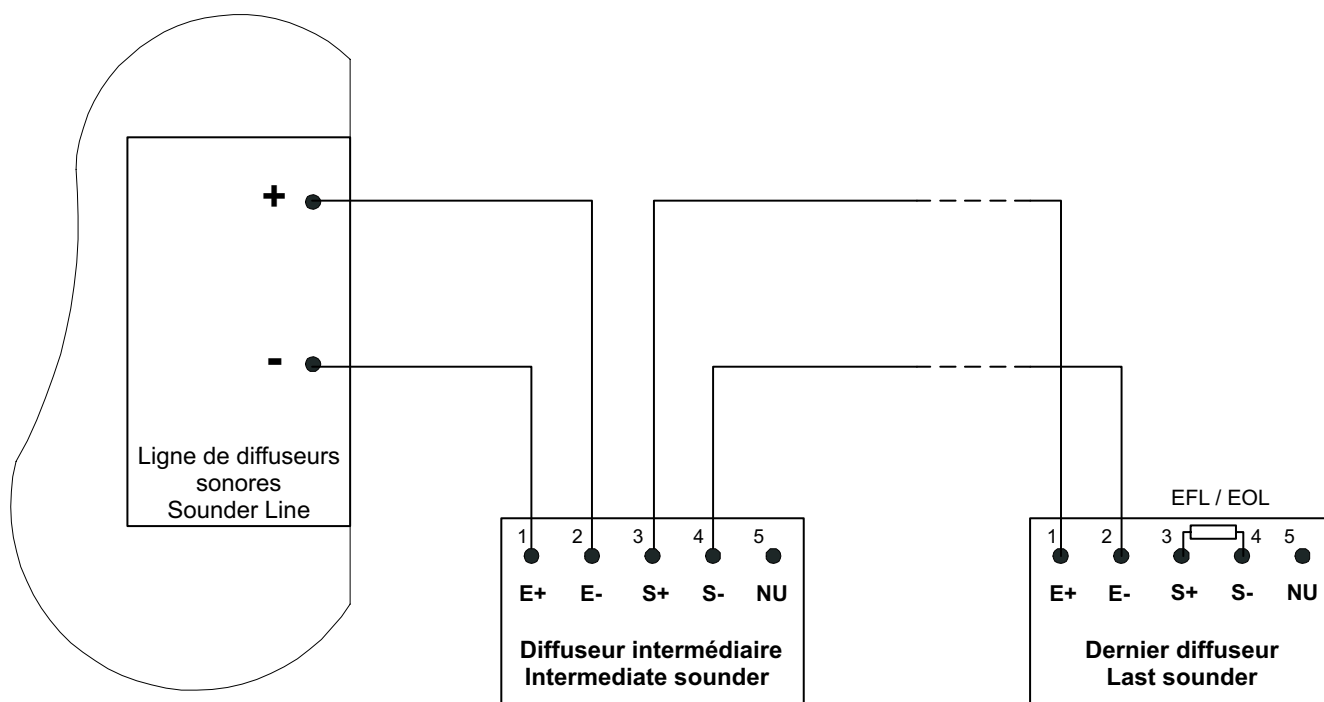 +
-
Ligne de diffuseurs
sonores
Sounder Line
1 2 3 4 5
E+ E- S+ S- NU
Diffuseur intermédiaire
Intermediate sounder
EFL / EOL
1 2 3 4 5
E+ E- S+ S- NU
Dernier diffuseur
Last sounder